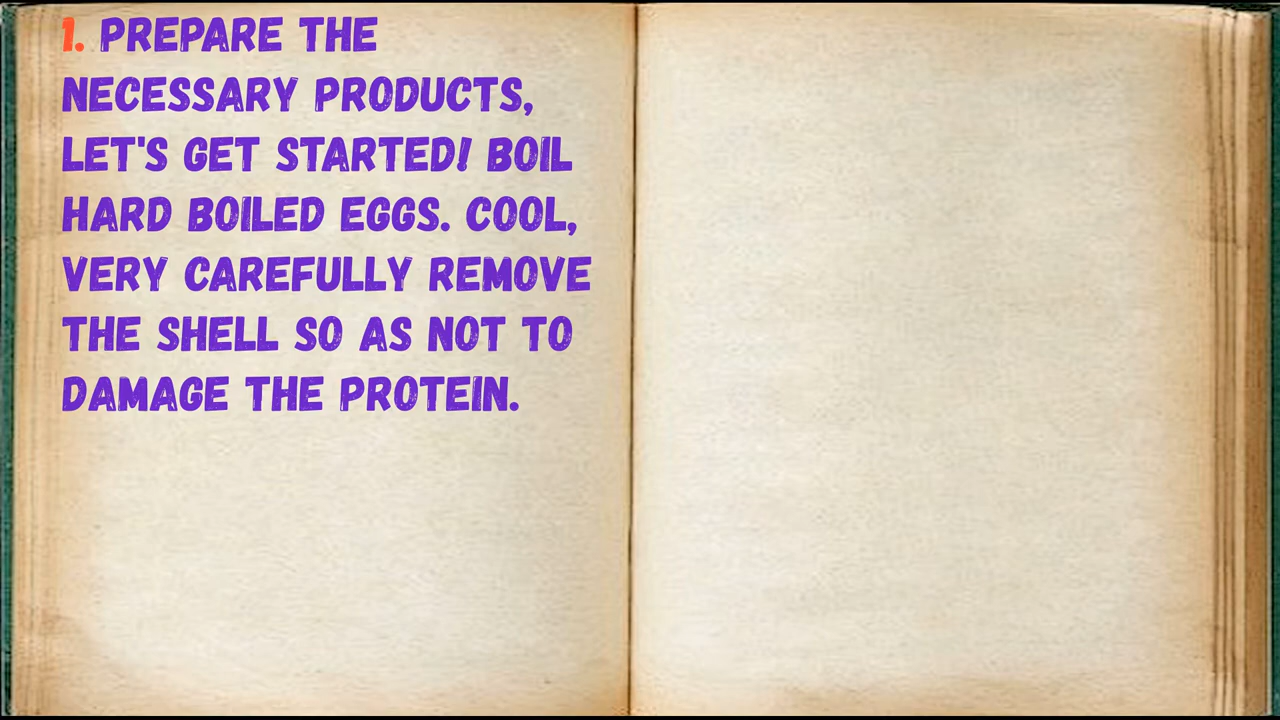 1. PREPARE THE
NECESSARY PRODUCTS,
LET'S GET STARTED! BOIL
HARD BOILED EGGS. COOL,
VERY CAREFULLY REMOVE
THE SHELL SO AS NOT TO
DAMAGE THE PROTEIN.